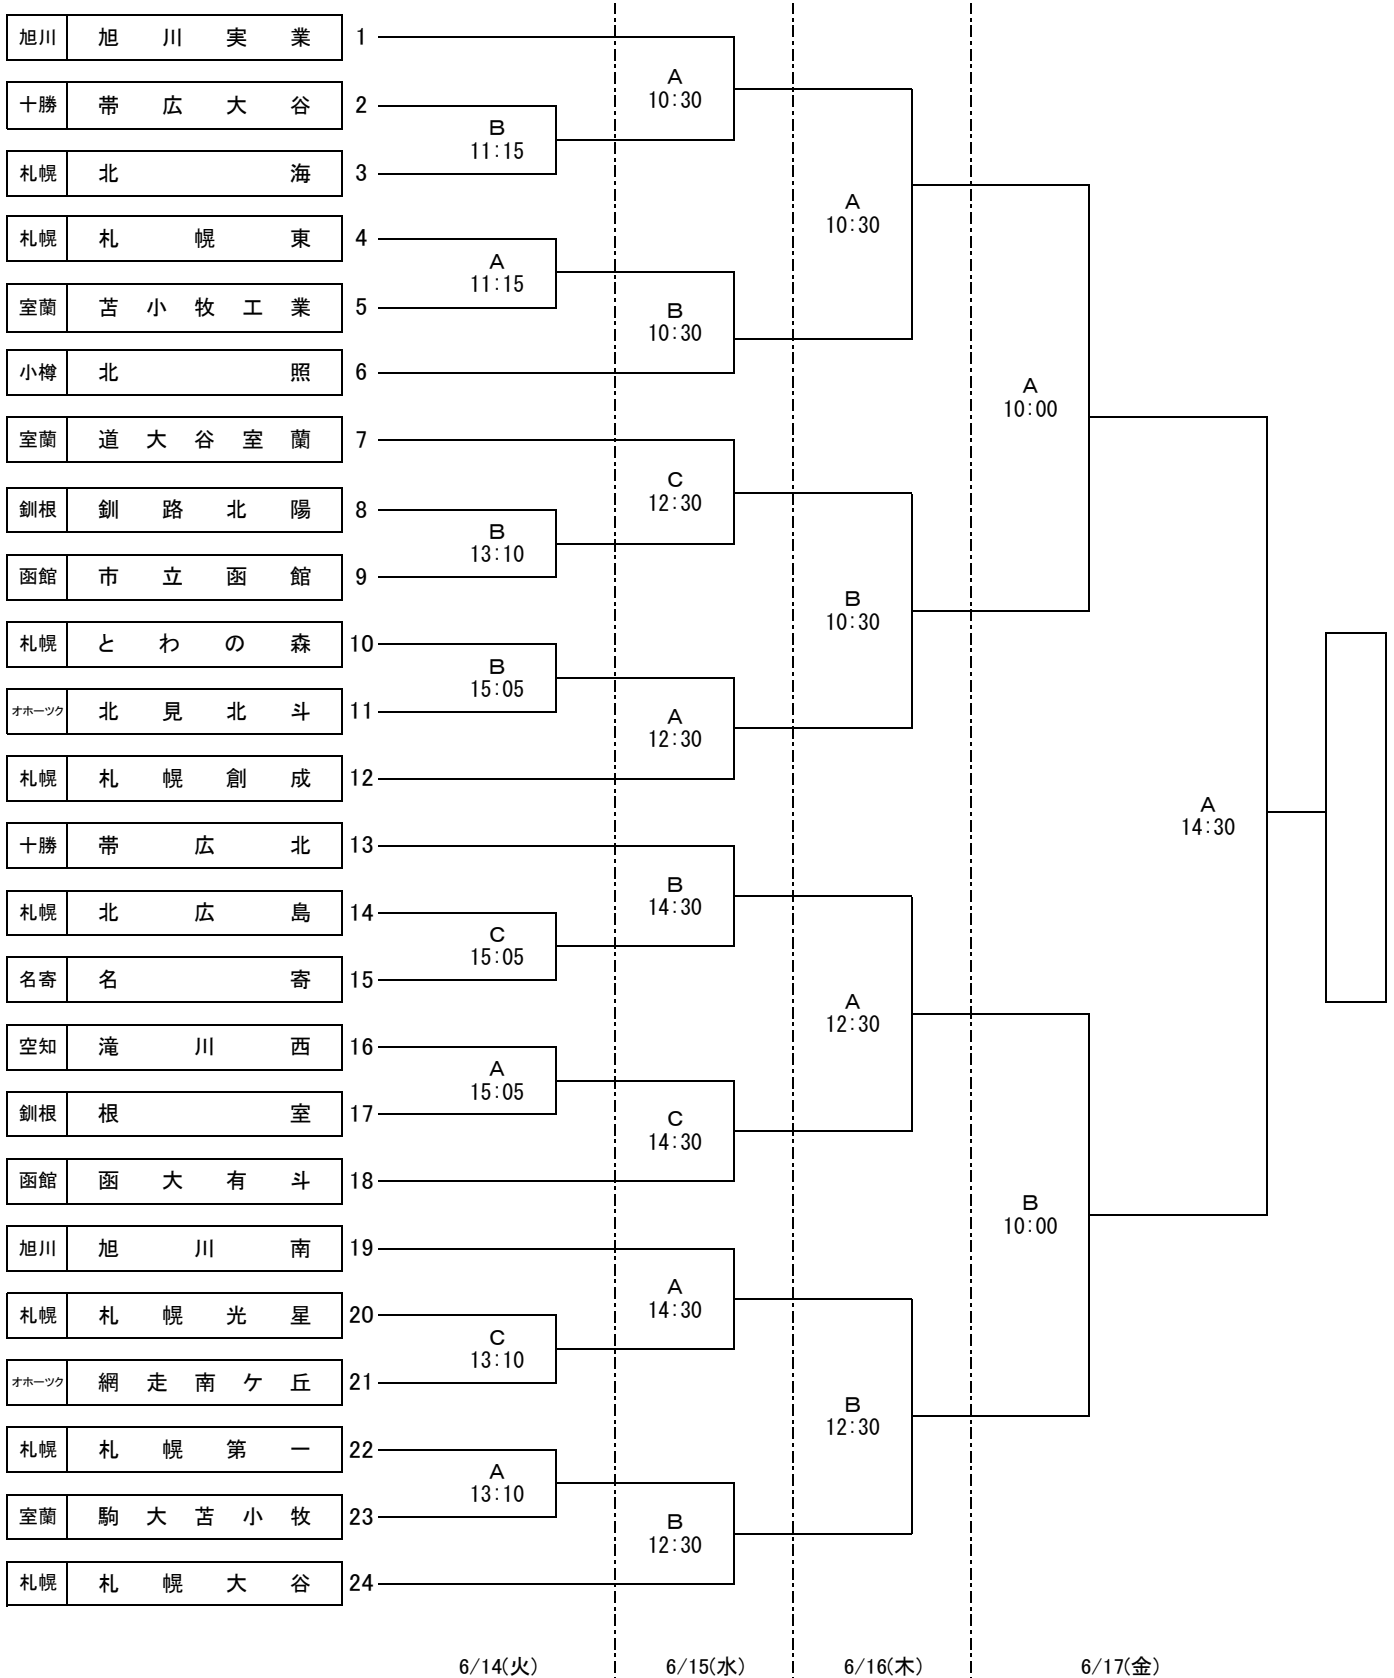 旭川 旭川実業 1
十勝 帯広大谷 2
札幌 北海 3
札幌 札幌東 4
室蘭 苫小牧工業 5
小樽 北照 6
室蘭 道大谷室蘭 7
釧根 釧路北陽 8
函館 市立函館 9
札幌 とわの森 10
オホーツク 北見北斗 11
札幌 札幌創成 12
十勝 帯広北 13
札幌 北広島 14
名寄 名寄 15
空知 滝川西 16
釧根 根室 17
函館 函大有斗 18
旭川 旭川南 19
札幌 札幌光星 20
オホーツク 網走南ケ丘 21
札幌 札幌第一 22
室蘭 駒大苫小牧 23
札幌 札幌大谷 24
B
11:15
A
11:15
B
13:10
B
15:05
C
15:05
A
15:05
C
13:10
A
13:10
A
10:30
B
10:30
C
12:30
A
12:30
B
14:30
C
14:30
A
14:30
B
12:30
A
10:30
B
10:30
A
12:30
B
12:30
A
10:00
B
10:00
A
14:30
6/14(火) 6/15(水) 6/16(木) 6/17(金)